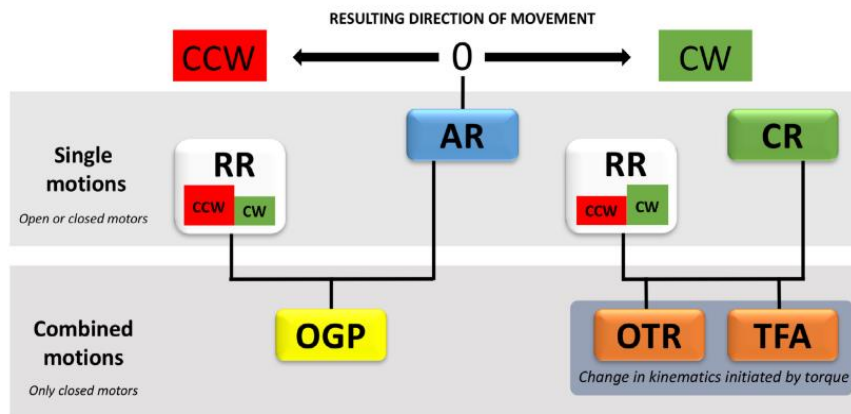 RESULTING DIRECTION OF MOVEMENT
CCW
0
CW
Single
motions
Open or closed motors
RR
CCW
CW
AR
RR
CCW
CW
CR
Combined
motions
Only closed motors
OGP
OTR
TFA
Change in kinematics initiated by torque